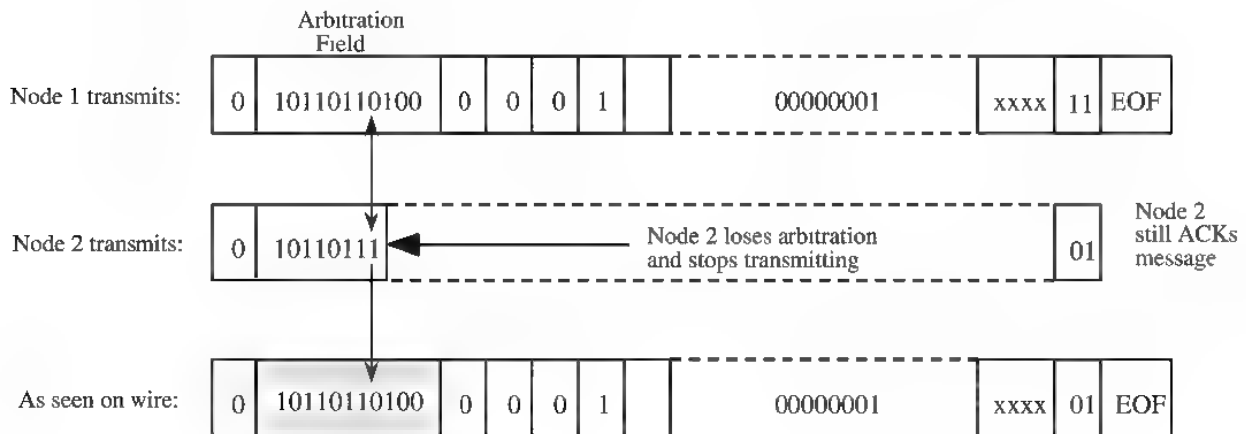 Arbitration
Field
Node 1 transmits: 0 10110110100 0 0 0 1 00000001 xxxx 11 EOF
Node 2 transmits: 0 10110111 Node 2 loses arbitration
and stops transmitting
01
Node 2
still ACKs
message
As seen on wire: 0 10110110100 0 0 0 1 00000001 xxxx 01 EOF